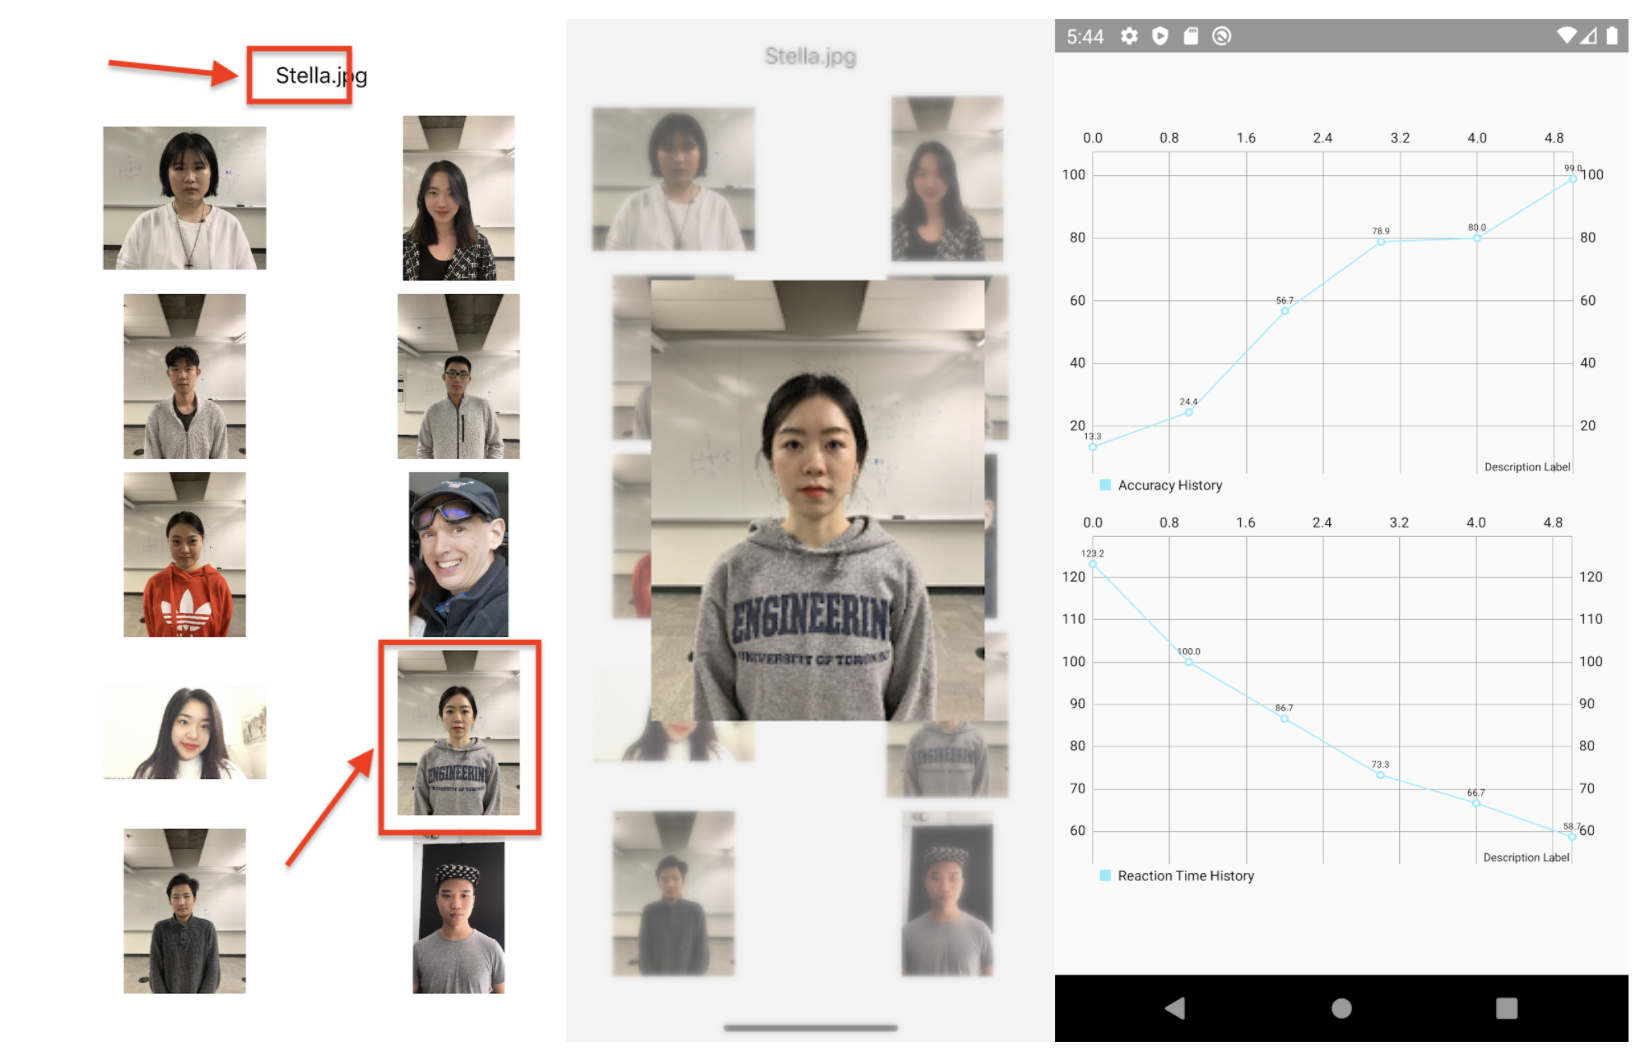 Stella.jpg
ENGINEERIN
UNIVERSITY OF TORON
Stella.jpg
ENGINEERIN
UNIVERSITY OF TORON
ENGINEERIN
5:44
0.0 0.8 1.6 2.4 3.2 4.0 4.8
100 99.0 100
80 78.9 80.0 80
60 56.7 60
40 40
24.4
20 13.3 20
Description Label
Accuracy History
0.0 0.8 1.6 2.4 3.2 4.0 4.8
123.2
120 120
110 110
100 100.0 100
90 86.7 90
80 80
73.3
70 66.7 70
60 58.7 60
Description Label
Reaction Time History